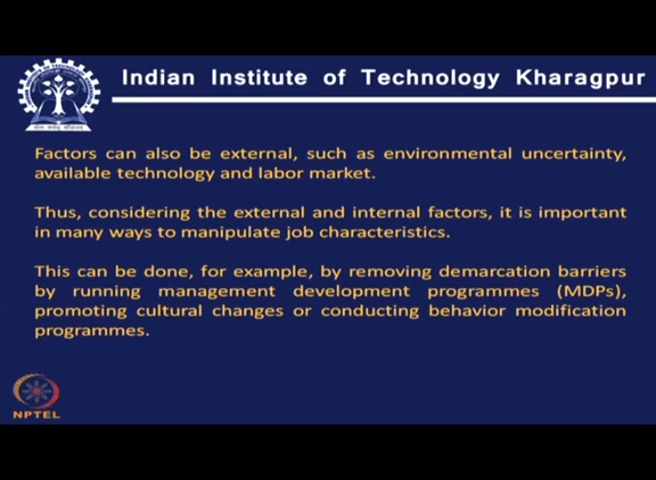 Indian Institute of Technology Kharagpur
Factors can also be external, such as environmental uncertainty,
available technology and labor market.
Thus, considering the external and internal factors, it is important
in many ways to manipulate job characteristics.
This can be done, for example, by removing demarcation barriers
by running management development programmes (MDPs),
promoting cultural changes or conducting behavior modification
programmes.
NPTEL